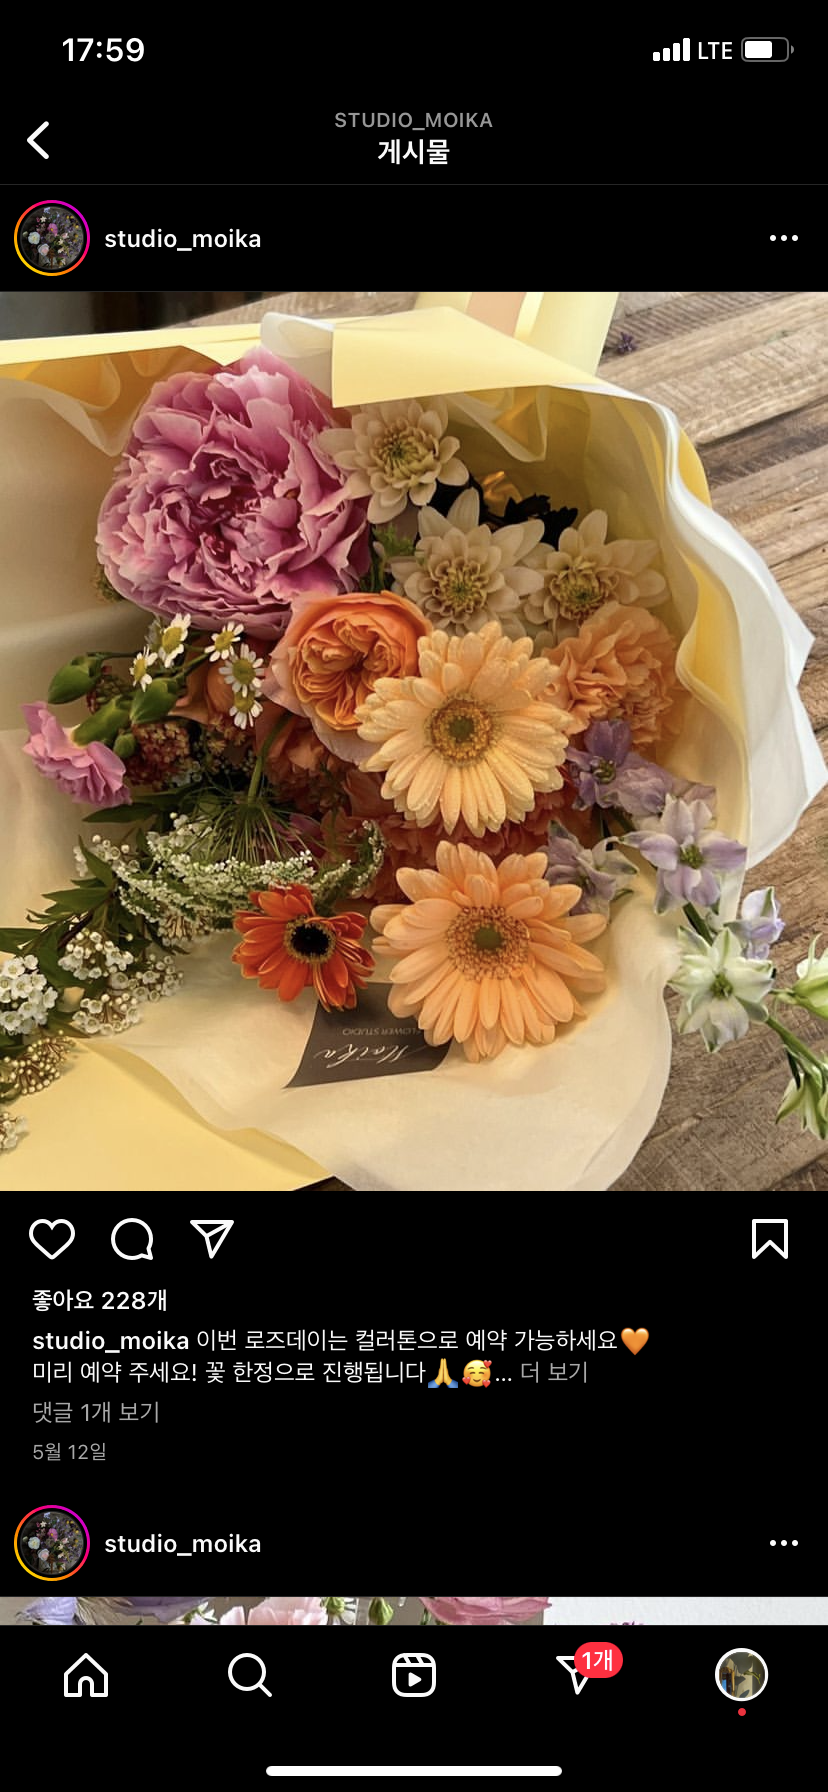 17:59
LTE
STUDIO_MOIKA
게시물
studio_moika
FLOWER STUDIO
Moika
좋아요 228개
studio_moika 이번 로즈데이는 컬러톤으로 예약 가능하세요🧡
미리 예약 주세요! 꽃 한정으로 진행됩니다🙏🥰... 더 보기
댓글 1개 보기
5월 12일
studio_moika
1개